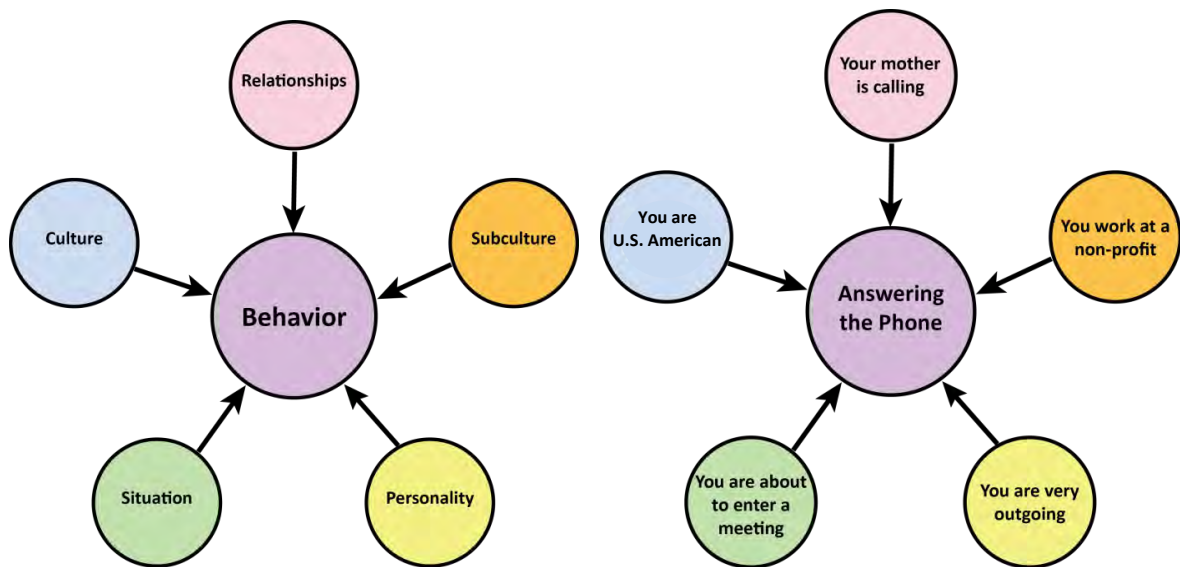 Relationships
Culture
Subculture
Behavior
Situation
Personality
Your mother
is calling
You are
U.S. American
You work at a
non-profit
Answering
the Phone
You are about
to enter a
meeting
You are very
outgoing